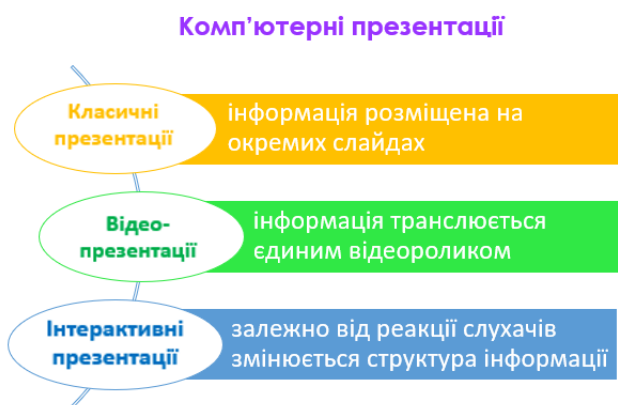 Комп’ютерні презентації
Класичні
презентації
інформація розміщена на
окремих слайдах
Відео-
презентації
інформація транслюється
єдиним відеороликом
Інтерактивні
презентації
залежно від реакції слухачів
змінюється структура інформації